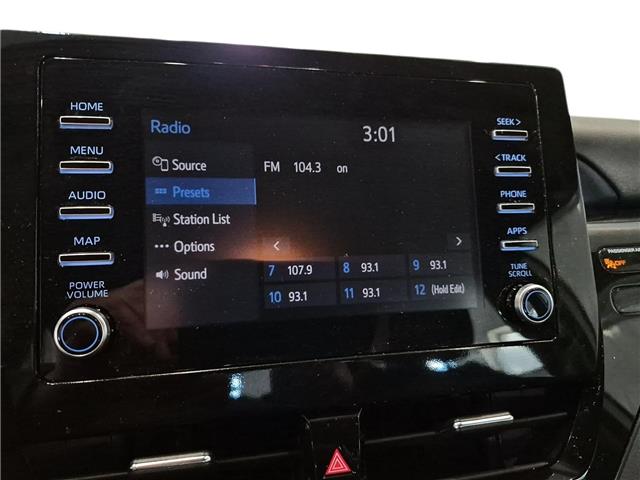 HOME
MENU
AUDIO
MAP
POWER
VOLUME
Radio
3:01
Source
Presets
Station List
Options
Sound
FM 104.3 on
< >
7 107.9 8 93.1 9 93.1
10 93.1 11 93.1 12 (Hold Edit)
SEEK >
< TRACK
PHONE
APPS
TUNE
SCROLL
PASSENGER
OFF